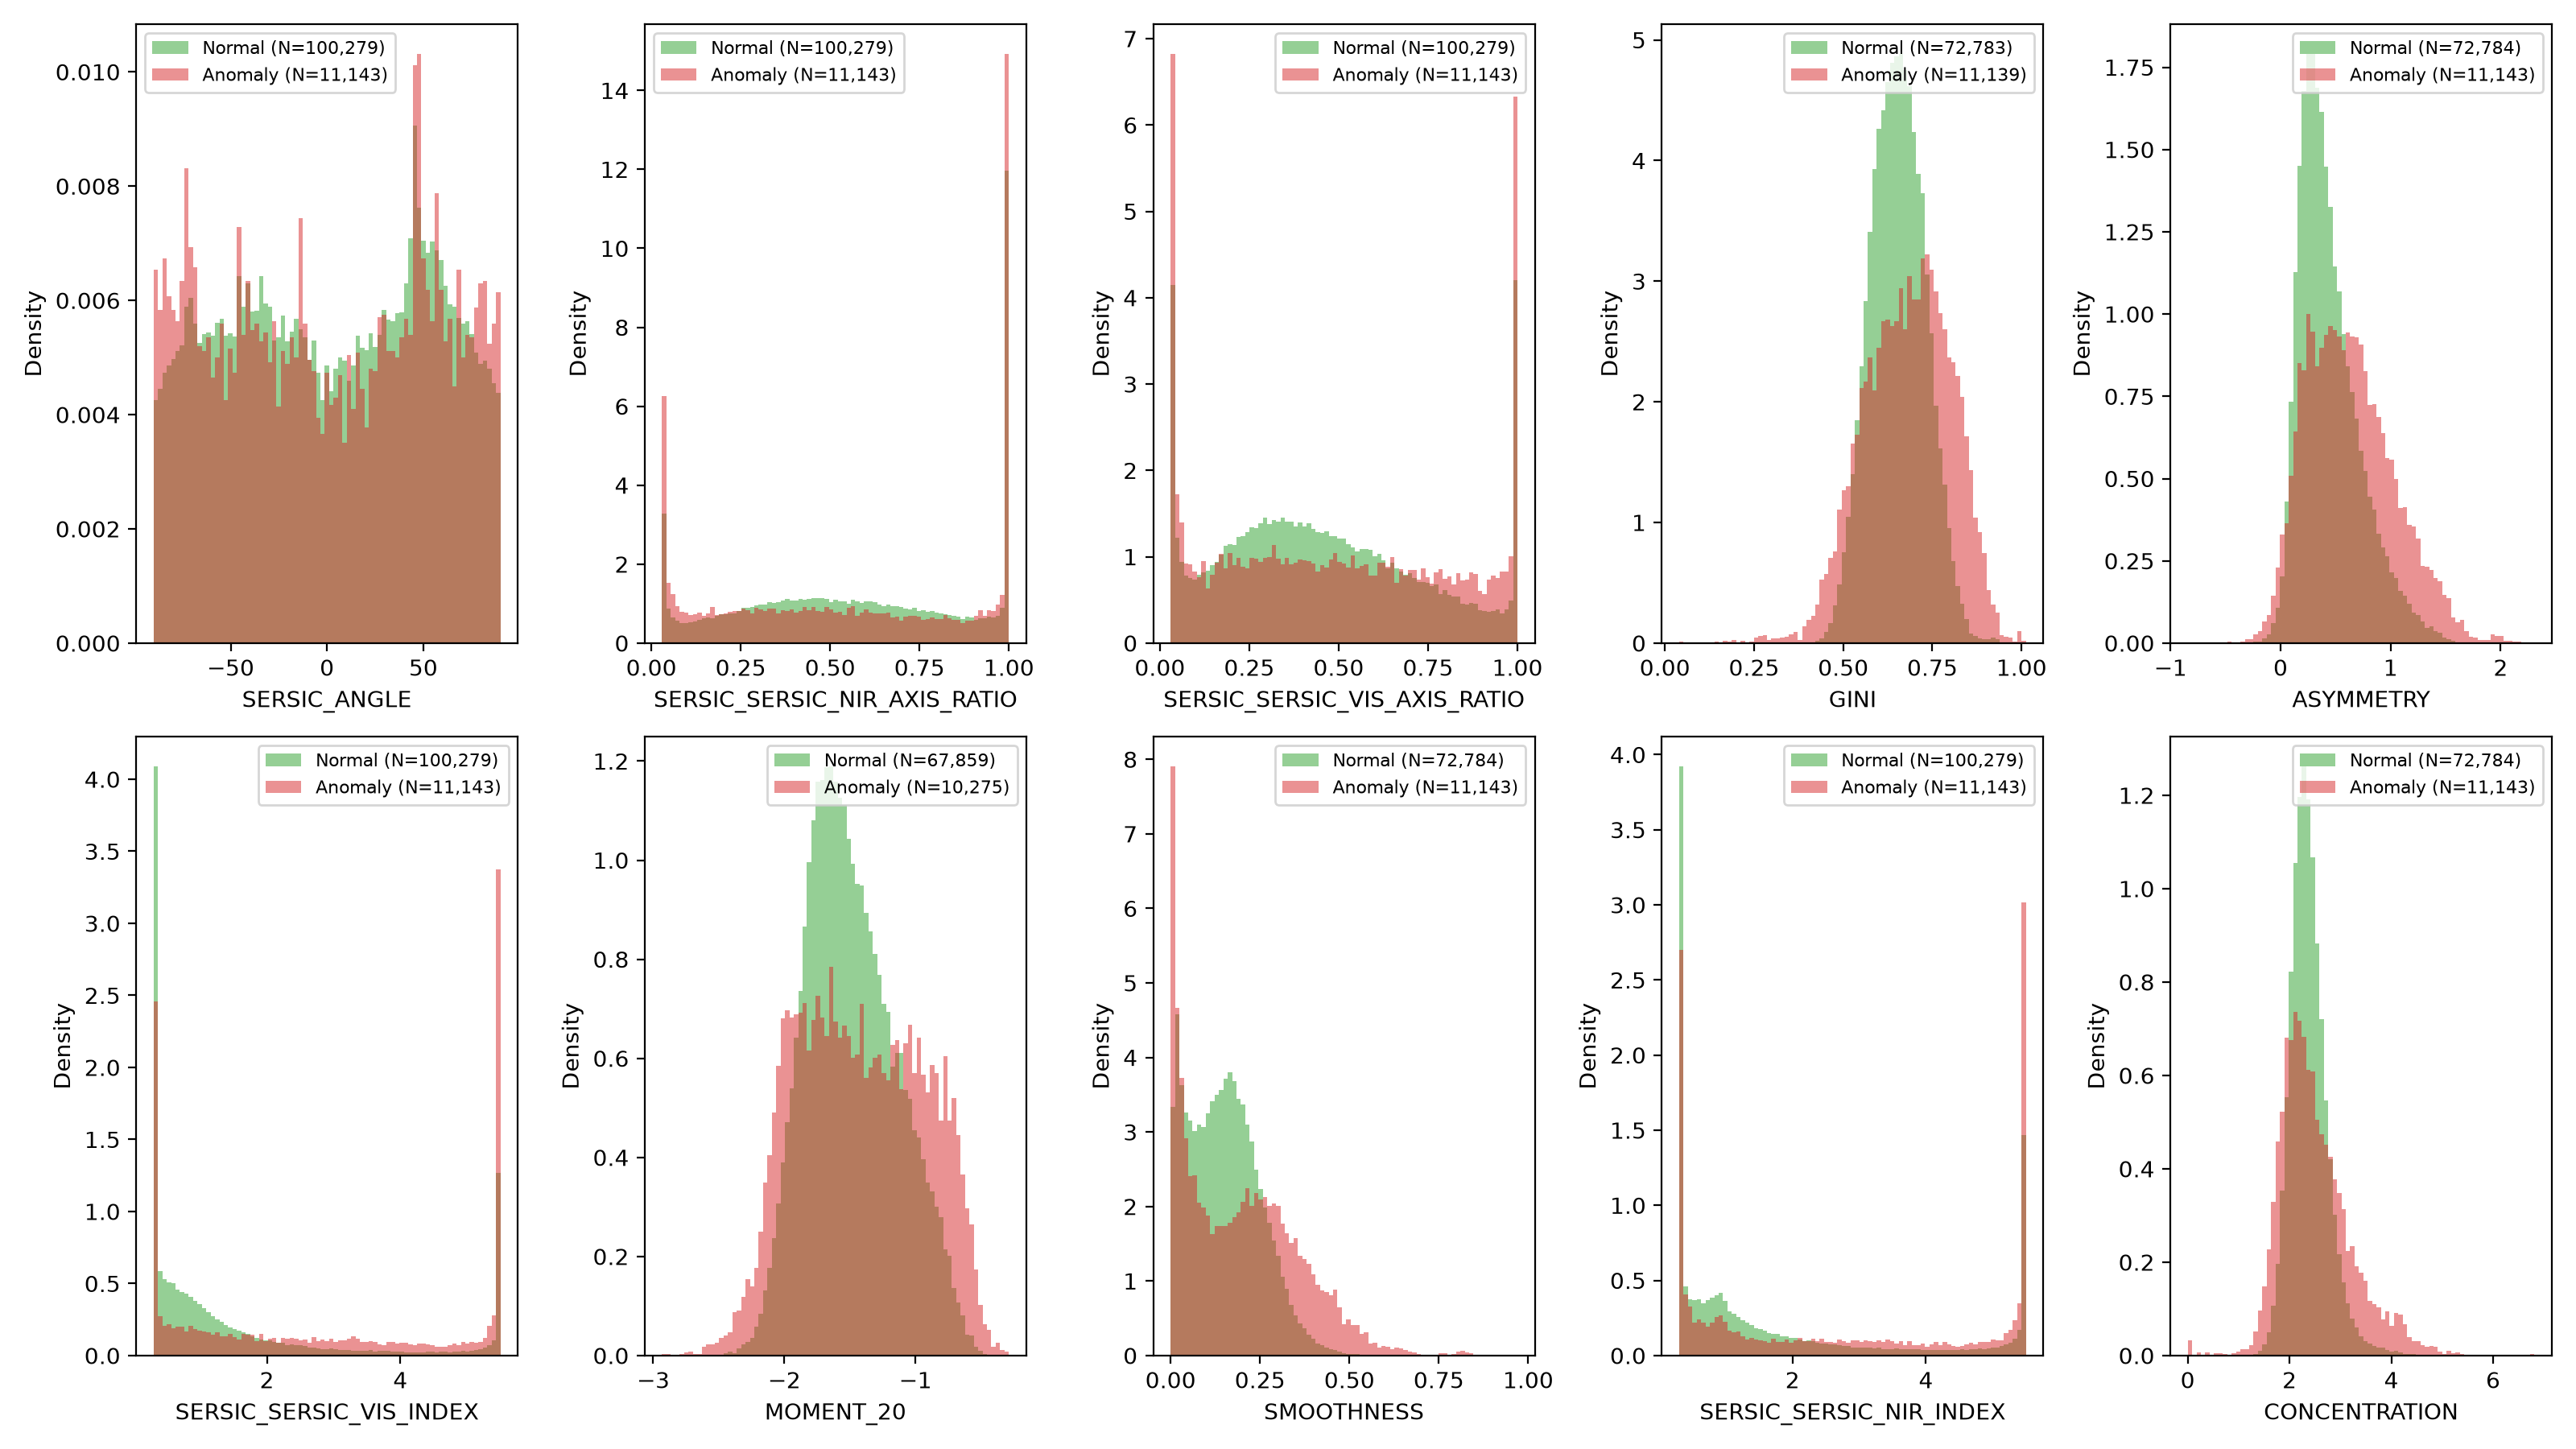 Normal (N=100,279)
Anomaly (N=11,143)
Density
0.010
0.008
0.006
0.004
0.002
0.000
−50
0
50
SERSIC_ANGLE
Normal (N=100,279)
Anomaly (N=11,143)
Density
14
12
10
8
6
4
2
0
0.00
0.25
0.50
0.75
1.00
SERSIC_SERSIC_NIR_AXIS_RATIO
Normal (N=100,279)
Anomaly (N=11,143)
Density
7
6
5
4
3
2
1
0
0.00
0.25
0.50
0.75
1.00
SERSIC_SERSIC_VIS_AXIS_RATIO
Normal (N=72,783)
Anomaly (N=11,139)
Density
5
4
3
2
1
0
0.00
0.25
0.50
0.75
1.00
GINI
Normal (N=72,784)
Anomaly (N=11,143)
Density
1.75
1.50
1.25
1.00
0.75
0.50
0.25
0.00
−1
0
1
2
ASYMMETRY
Normal (N=100,279)
Anomaly (N=11,143)
Density
4.0
3.5
3.0
2.5
2.0
1.5
1.0
0.5
0.0
2
4
SERSIC_SERSIC_VIS_INDEX
Normal (N=67,859)
Anomaly (N=10,275)
Density
1.2
1.0
0.8
0.6
0.4
0.2
0.0
−3
−2
−1
MOMENT_20
Normal (N=72,784)
Anomaly (N=11,143)
Density
8
7
6
5
4
3
2
1
0
0.00
0.25
0.50
0.75
1.00
SMOOTHNESS
Normal (N=100,279)
Anomaly (N=11,143)
Density
4.0
3.5
3.0
2.5
2.0
1.5
1.0
0.5
0.0
2
4
SERSIC_SERSIC_NIR_INDEX
Normal (N=72,784)
Anomaly (N=11,143)
Density
1.2
1.0
0.8
0.6
0.4
0.2
0.0
0
2
4
6
CONCENTRATION